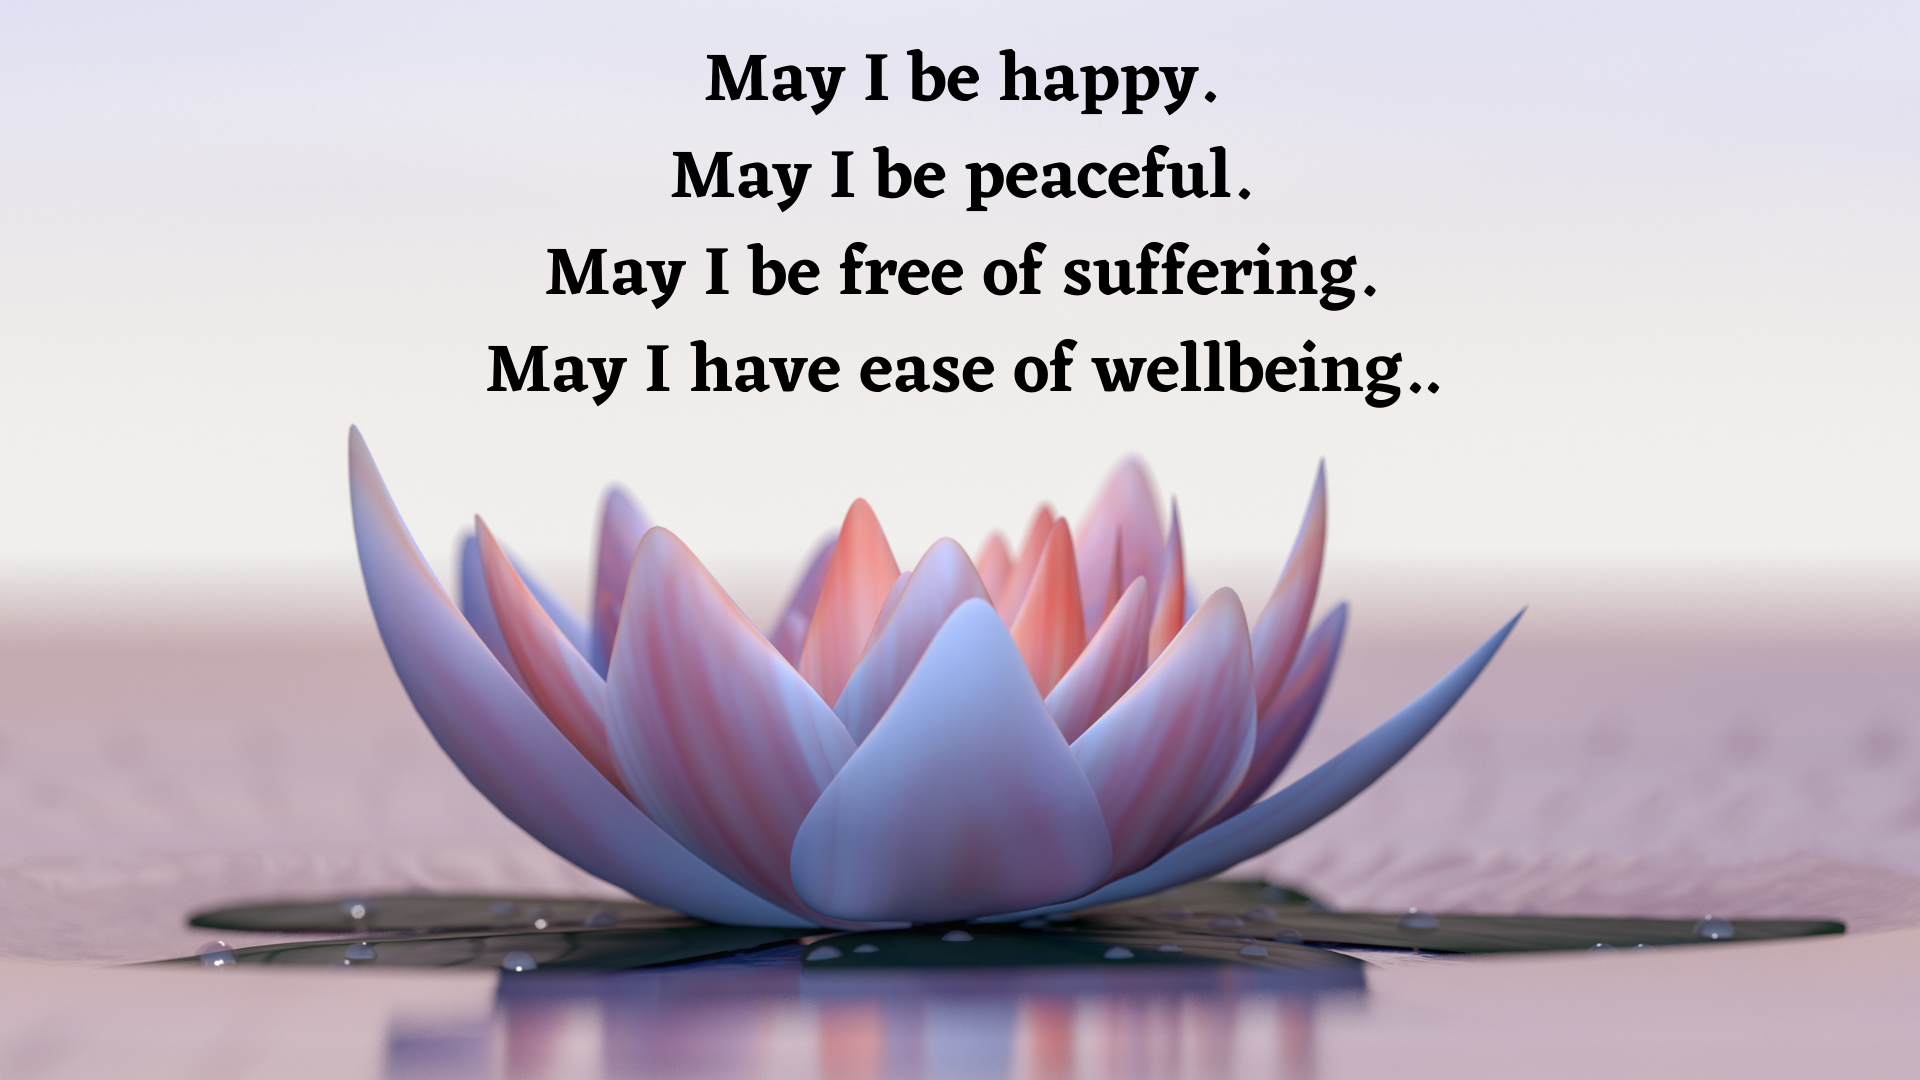 May I be happy.
May I be peaceful.
May I be free of suffering.
May I have ease of wellbeing..